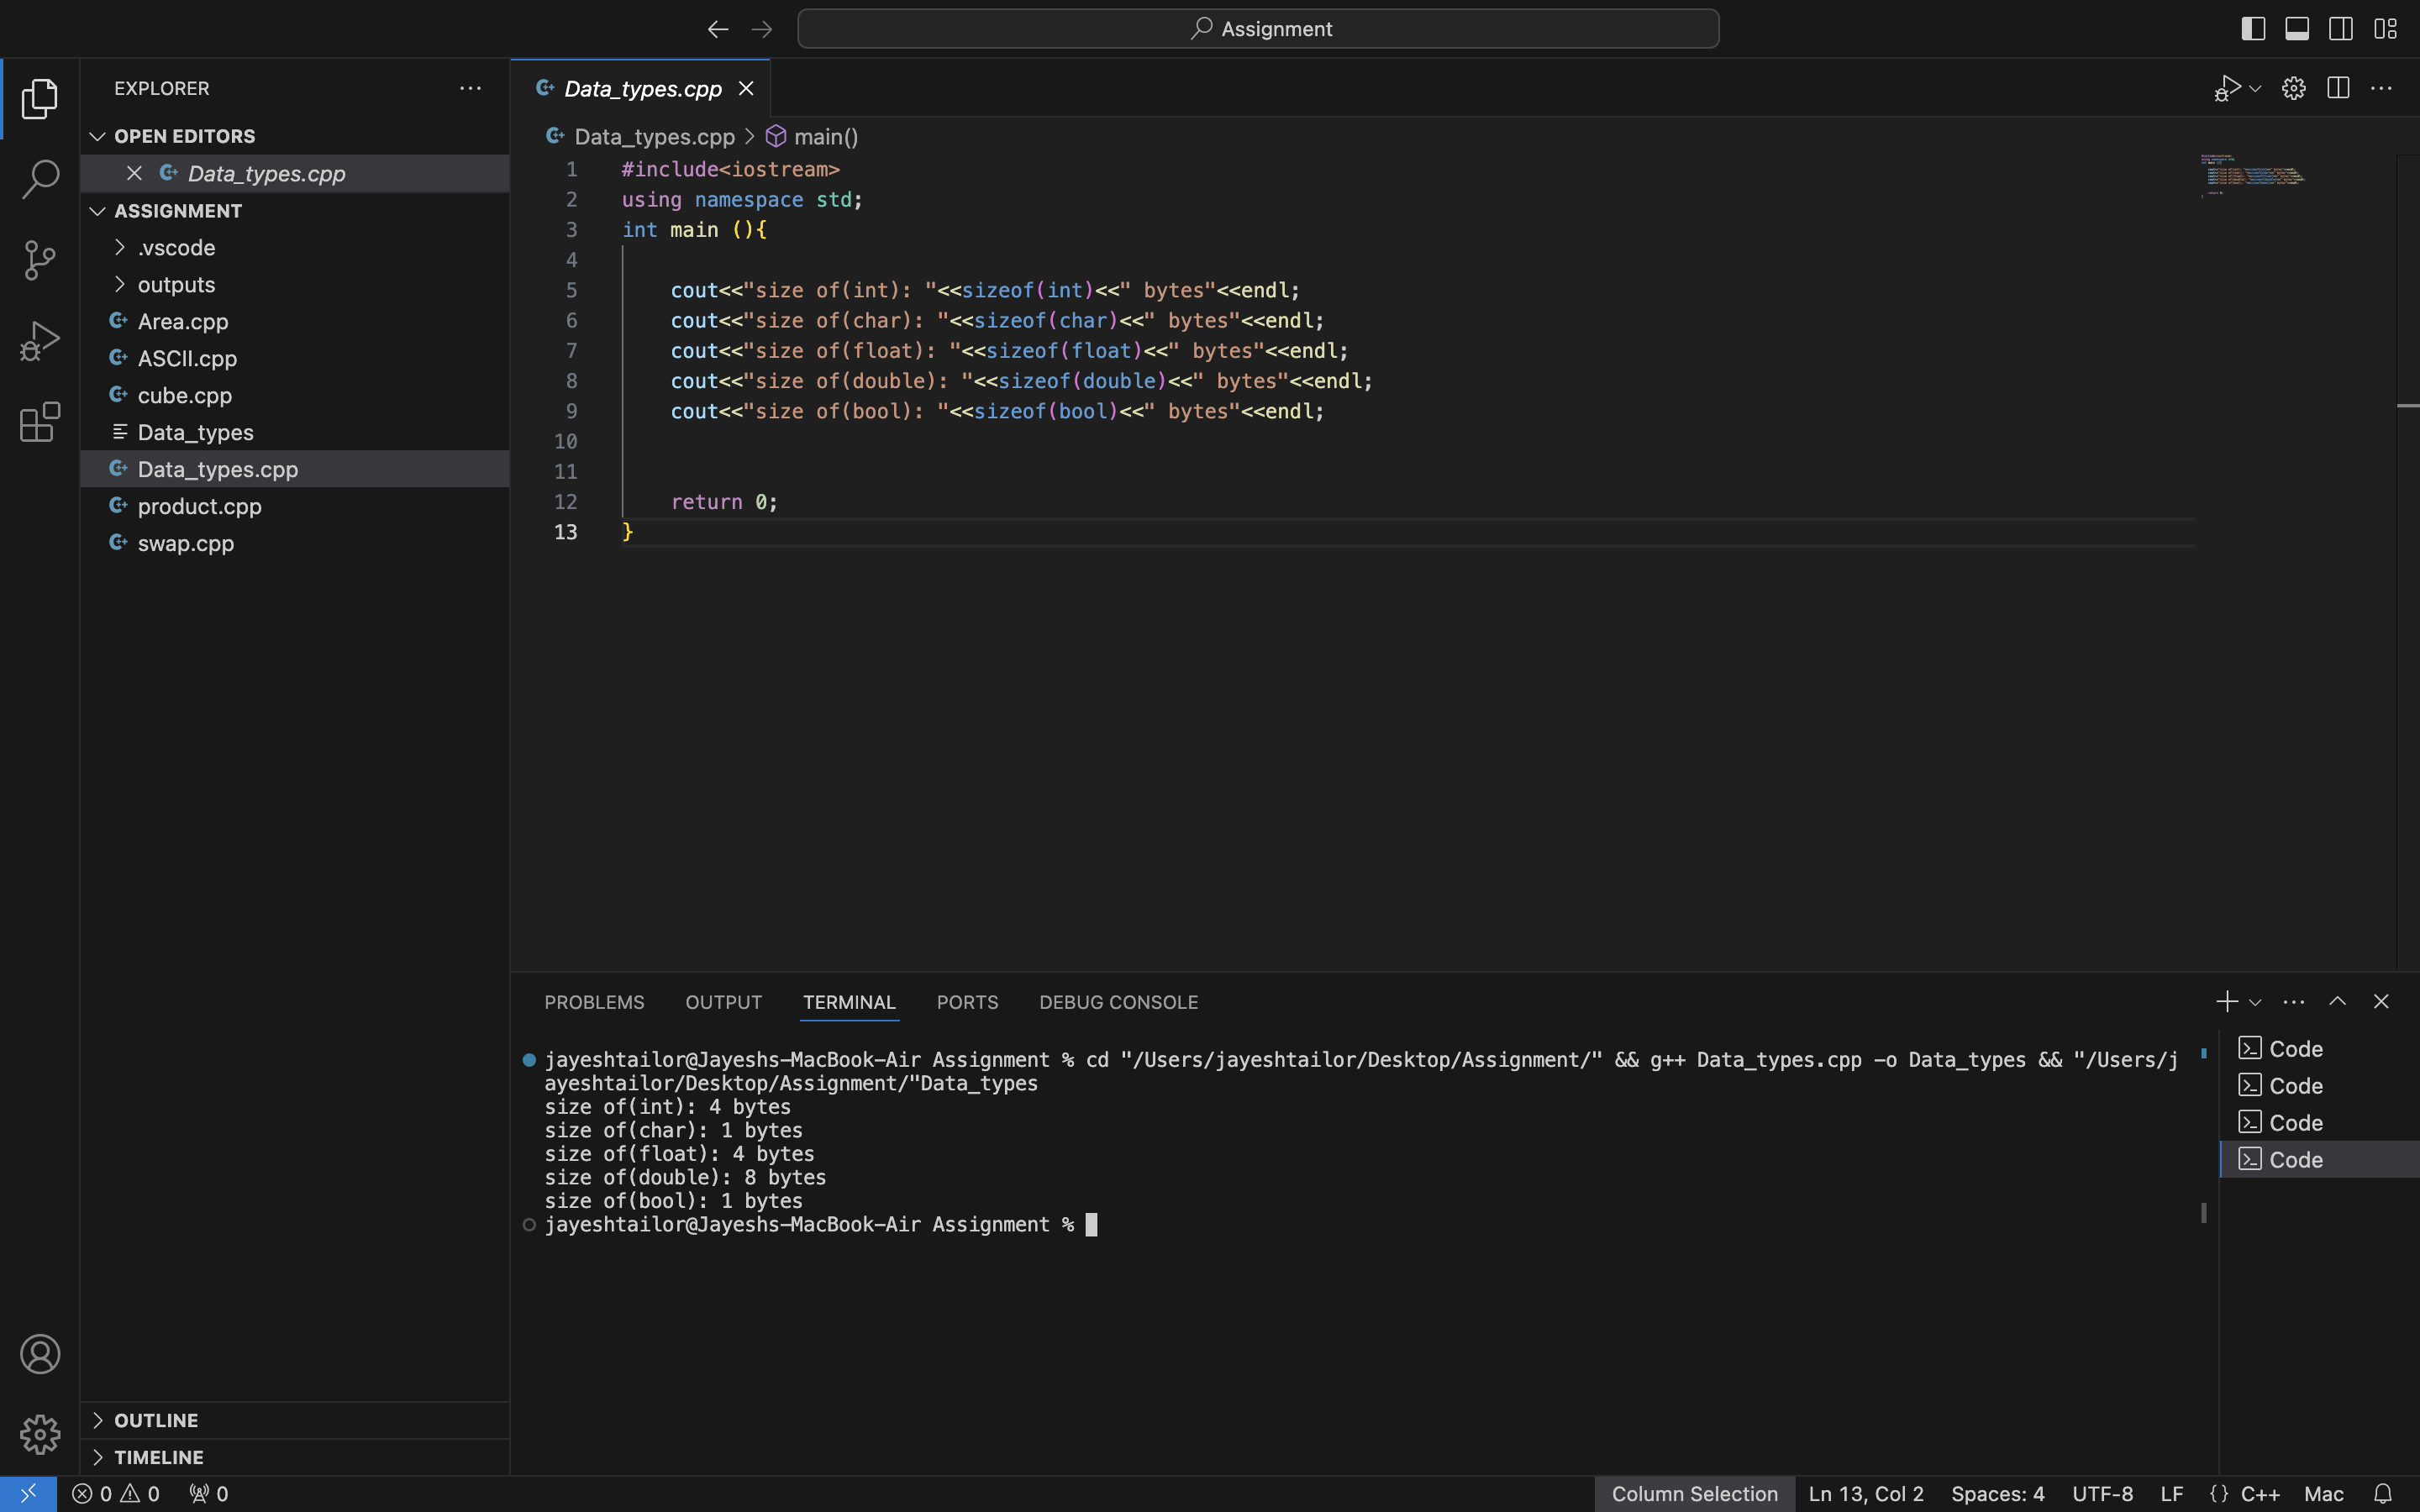 Assignment
EXPLORER
OPEN EDITORS
Data_types.cpp
ASSIGNMENT
.vscode
outputs
Area.cpp
ASCII.cpp
cube.cpp
Data_types
Data_types.cpp
product.cpp
swap.cpp
OUTLINE
TIMELINE
Data_types.cpp
Data_types.cpp > main()
1 #include<iostream>
2 using namespace std;
3 int main (){
4
5 cout<<"size of(int): "<<sizeof(int)<<" bytes"<<endl;
6 cout<<"size of(char): "<<sizeof(char)<<" bytes"<<endl;
7 cout<<"size of(float): "<<sizeof(float)<<" bytes"<<endl;
8 cout<<"size of(double): "<<sizeof(double)<<" bytes"<<endl;
9 cout<<"size of(bool): "<<sizeof(bool)<<" bytes"<<endl;
10
11
12 return 0;
13 }
PROBLEMS OUTPUT TERMINAL PORTS DEBUG CONSOLE
jayeshtailor@Jayeshs-MacBook-Air Assignment % cd "/Users/jayeshtailor/Desktop/Assignment/" && g++ Data_types.cpp -o Data_types && "/Users/j
ayeshtailor/Desktop/Assignment/"Data_types
size of(int): 4 bytes
size of(char): 1 bytes
size of(float): 4 bytes
size of(double): 8 bytes
size of(bool): 1 bytes
jayeshtailor@Jayeshs-MacBook-Air Assignment %
Code
Code
Code
Code
0 0 0
Column Selection Ln 13, Col 2 Spaces: 4 UTF-8 LF {} C++ Mac